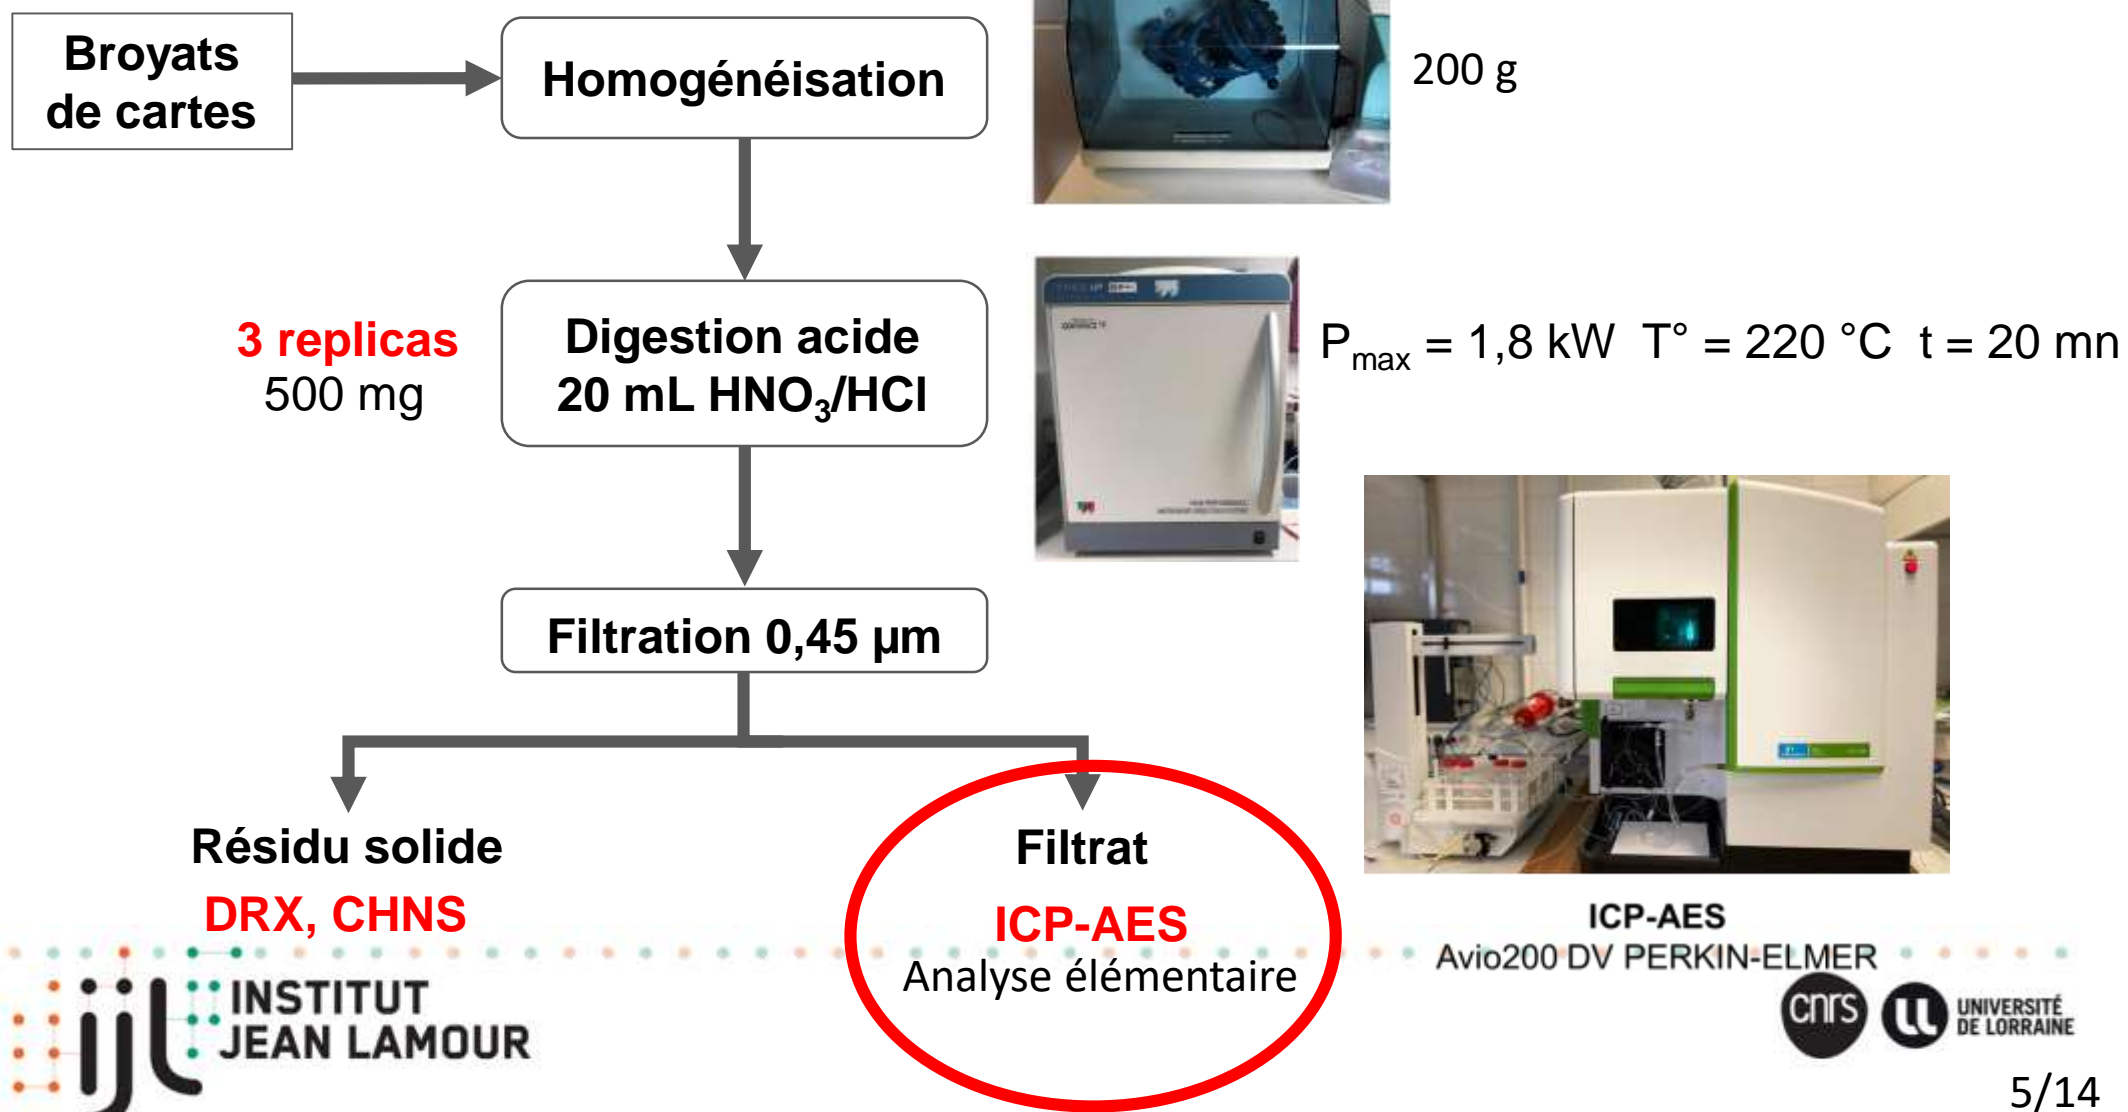 Broyats
de cartes
Homogénéisation
200 g
3 replicas
500 mg
Digestion acide
20 mL HNO₃/HCl
Pmax = 1,8 kW T° = 220 °C t = 20 mn
Filtration 0,45 µm
Résidu solide
DRX, CHNS
Filtrat
ICP-AES
Analyse élémentaire
ICP-AES
Avio200 DV PERKIN-ELMER
ijl
INSTITUT
JEAN LAMOUR
cnrs
UNIVERSITÉ
DE LORRAINE
5/14